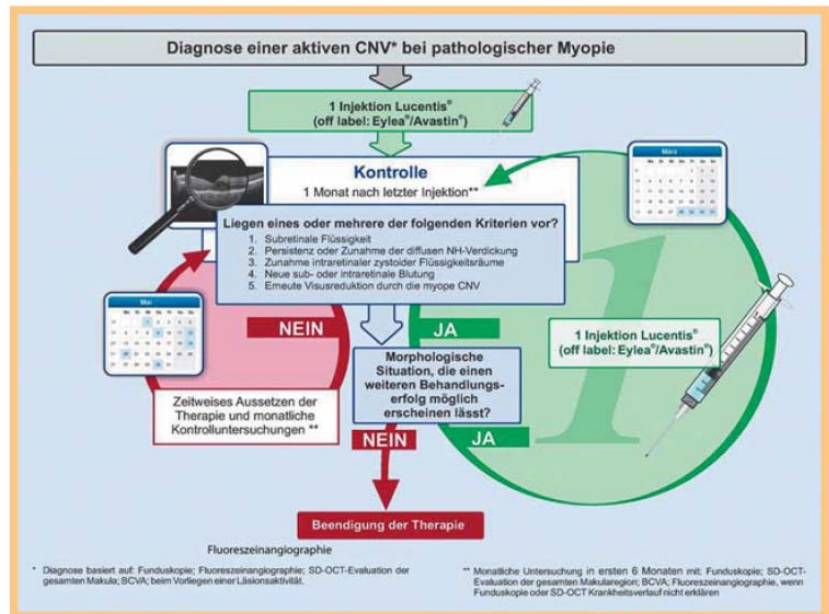 Diagnose einer aktiven CNV* bei pathologischer Myopie
1 Injektion Lucentis®
(off label: Eylea®/Avastin®)
Kontrolle
1 Monat nach letzter Injektion**
Liegen eines oder mehrere der folgenden Kriterien vor?
1. Subretinale Flüssigkeit
2. Persistenz oder Zunahme der diffusen NH-Verdickung
3. Zunahme intraretinaler zystoider Flüssigkeitsräume
4. Neue sub- oder intraretinale Blutung
5. Erneute Visusreduktion durch die myope CNV
März
Mai
NEIN
JA
1
1 Injektion Lucentis®
(off label: Eylea®/Avastin®)
Morphologische
Situation, die einen
weiteren Behandlungs-
erfolg möglich
erscheinen lässt?
Zeitweises Aussetzen der
Therapie und monatliche
Kontrolluntersuchungen **
NEIN
JA
Beendigung der Therapie
Fluoreszeinangiographie
* Diagnose basiert auf: Funduskopie; Fluoreszeinangiographie; SD-OCT-Evaluation der
gesamten Makula; BCVA; beim Vorliegen einer Läsionsaktivität.
** Monatliche Untersuchung in ersten 6 Monaten mit: Funduskopie; SD-OCT-
Evaluation der gesamten Makularegion; BCVA; Fluoreszeinangiographie, wenn
Funduskopie oder SD-OCT Krankheitsverlauf nicht erklären